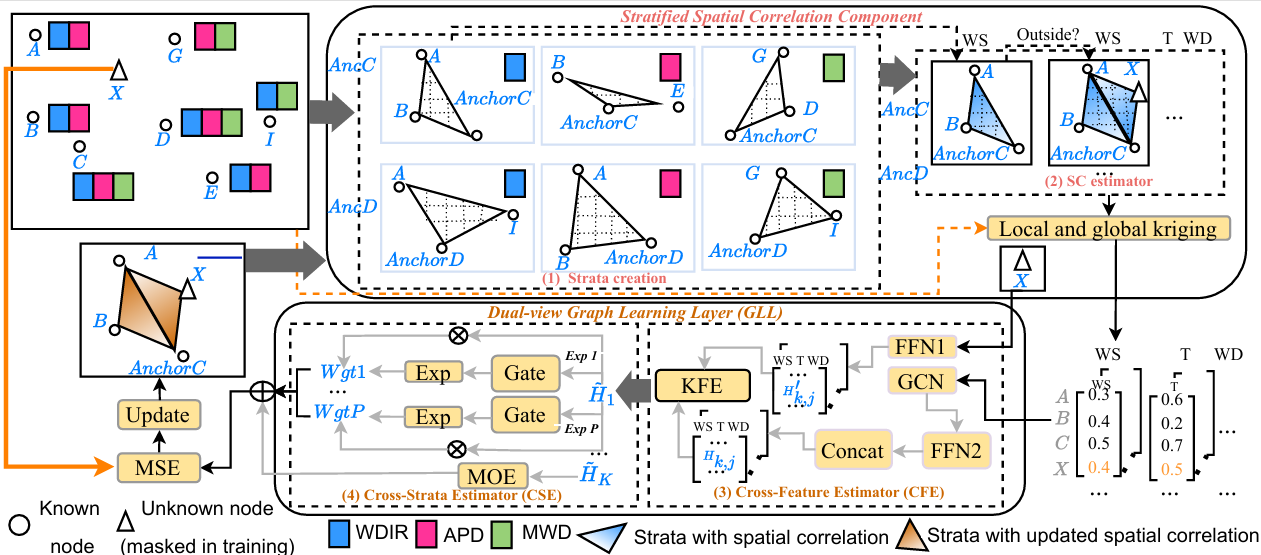 Stratified Spatial Correlation Component
A
G
X
B
D
I
C
E
AncC
A
B
AnchorC
B
E
AnchorC
G
D
AnchorC
AncD
A
I
AnchorD
A
B
AnchorD
G
I
AnchorD
(1) Strata creation
WS
Outside?
WS
T WD
AncC
A
B
AnchorC
A
X
B
AnchorC
...
AncD
(2) SC estimator
...
Local and global kriging
X
A
X
B
AnchorC
Update
MSE
Dual-view Graph Learning Layer (GLL)
Wgt1
Exp
Gate
Exp 1
...
H̃1
WgtP
Exp
Gate
Exp P
...
MOE
H̃K
(4) Cross-Strata Estimator (CSE)
KFE
WS T WD
...
H'k,j
...
FFN1
GCN
WS T WD
...
Hk,j
...
Concat
FFN2
(3) Cross-Feature Estimator (CFE)
WS
T
WD
WS
T
A 0.3 0.6
B 0.4 0.2
C 0.5 0.7 ...
X 0.4 0.5
... ... ...
Known node
Unknown node (masked in training)
WDIR
APD
MWD
Strata with spatial correlation
Strata with updated spatial correlation